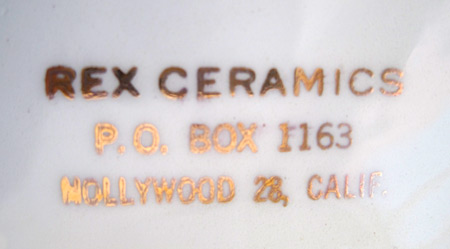 REX CERAMICS
P.O. BOX 1163
HOLLYWOOD 28, CALIF.